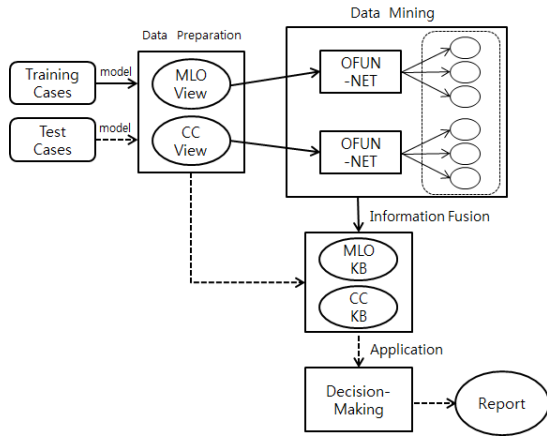 Data Mining
Data Preparation
Training
Cases
model
MLO
View
OFUN
-NET
Test
Cases
model
CC
View
OFUN
-NET
Information Fusion
MLO
KB
CC
KB
Application
Decision-
Making
Report